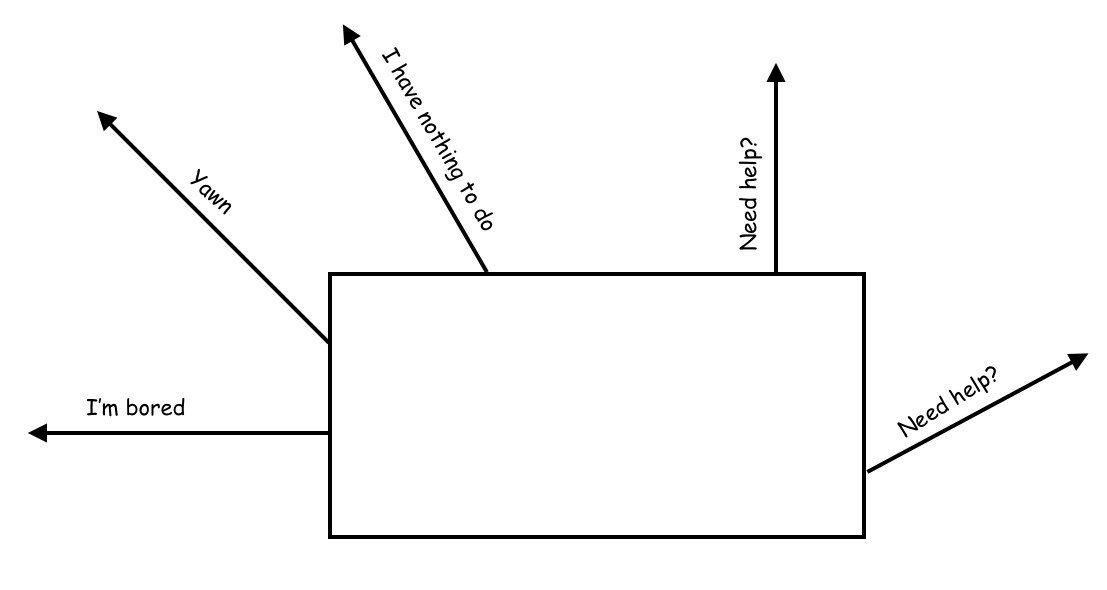 I have nothing to do
Need help?
Yawn
Need help?
I'm bored